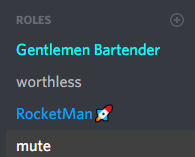 ROLES
Gentlemen Bartender
worthless
RocketMan🚀
mute